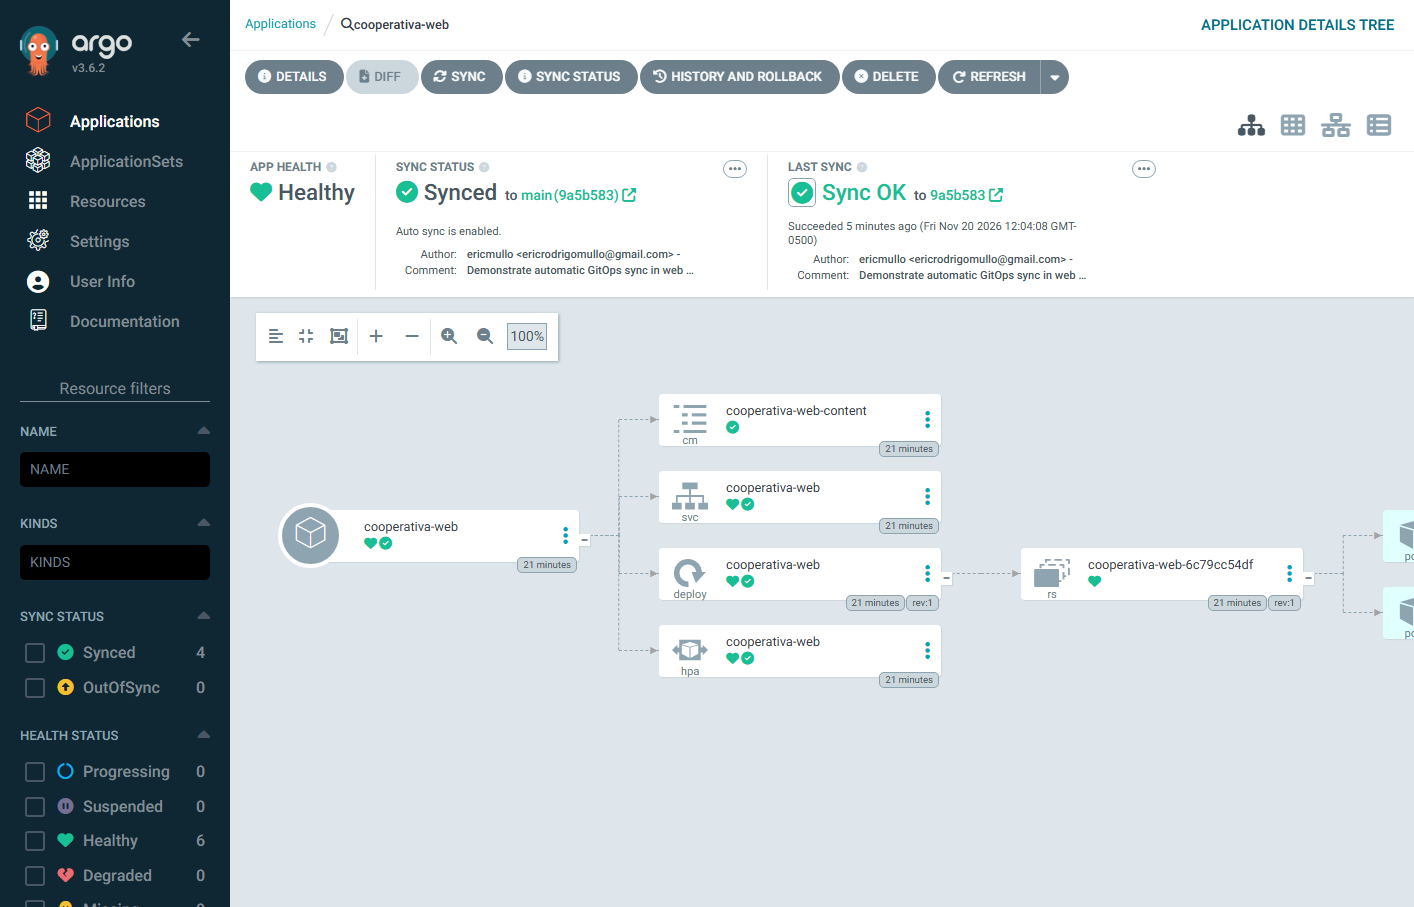 argo
v3.6.2
Applications
ApplicationSets
Resources
Settings
User Info
Documentation
Resource filters
NAME
NAME
KINDS
KINDS
SYNC STATUS
Synced 4
OutOfSync 0
HEALTH STATUS
Progressing 0
Suspended 0
Healthy 6
Degraded 0
Missing 0
Applications / cooperativa-web
APPLICATION DETAILS TREE
DETAILS DIFF SYNC SYNC STATUS HISTORY AND ROLLBACK DELETE REFRESH
APP HEALTH
Healthy
SYNC STATUS
Synced to main (9a5b583)
Auto sync is enabled.
Author: ericmullo <ericrodrigomullo@gmail.com> -
Comment: Demonstrate automatic GitOps sync in web ...
LAST SYNC
Sync OK to 9a5b583
Succeeded 5 minutes ago (Fri Nov 20 2026 12:04:08 GMT-
0500)
Author: ericmullo <ericrodrigomullo@gmail.com> -
Comment: Demonstrate automatic GitOps sync in web ...
100%
cooperativa-web
21 minutes
cooperativa-web-content
cm
21 minutes
cooperativa-web
svc
21 minutes
cooperativa-web
deploy
21 minutes rev:1
cooperativa-web
hpa
21 minutes
cooperativa-web-6c79cc54df
rs
21 minutes rev:1